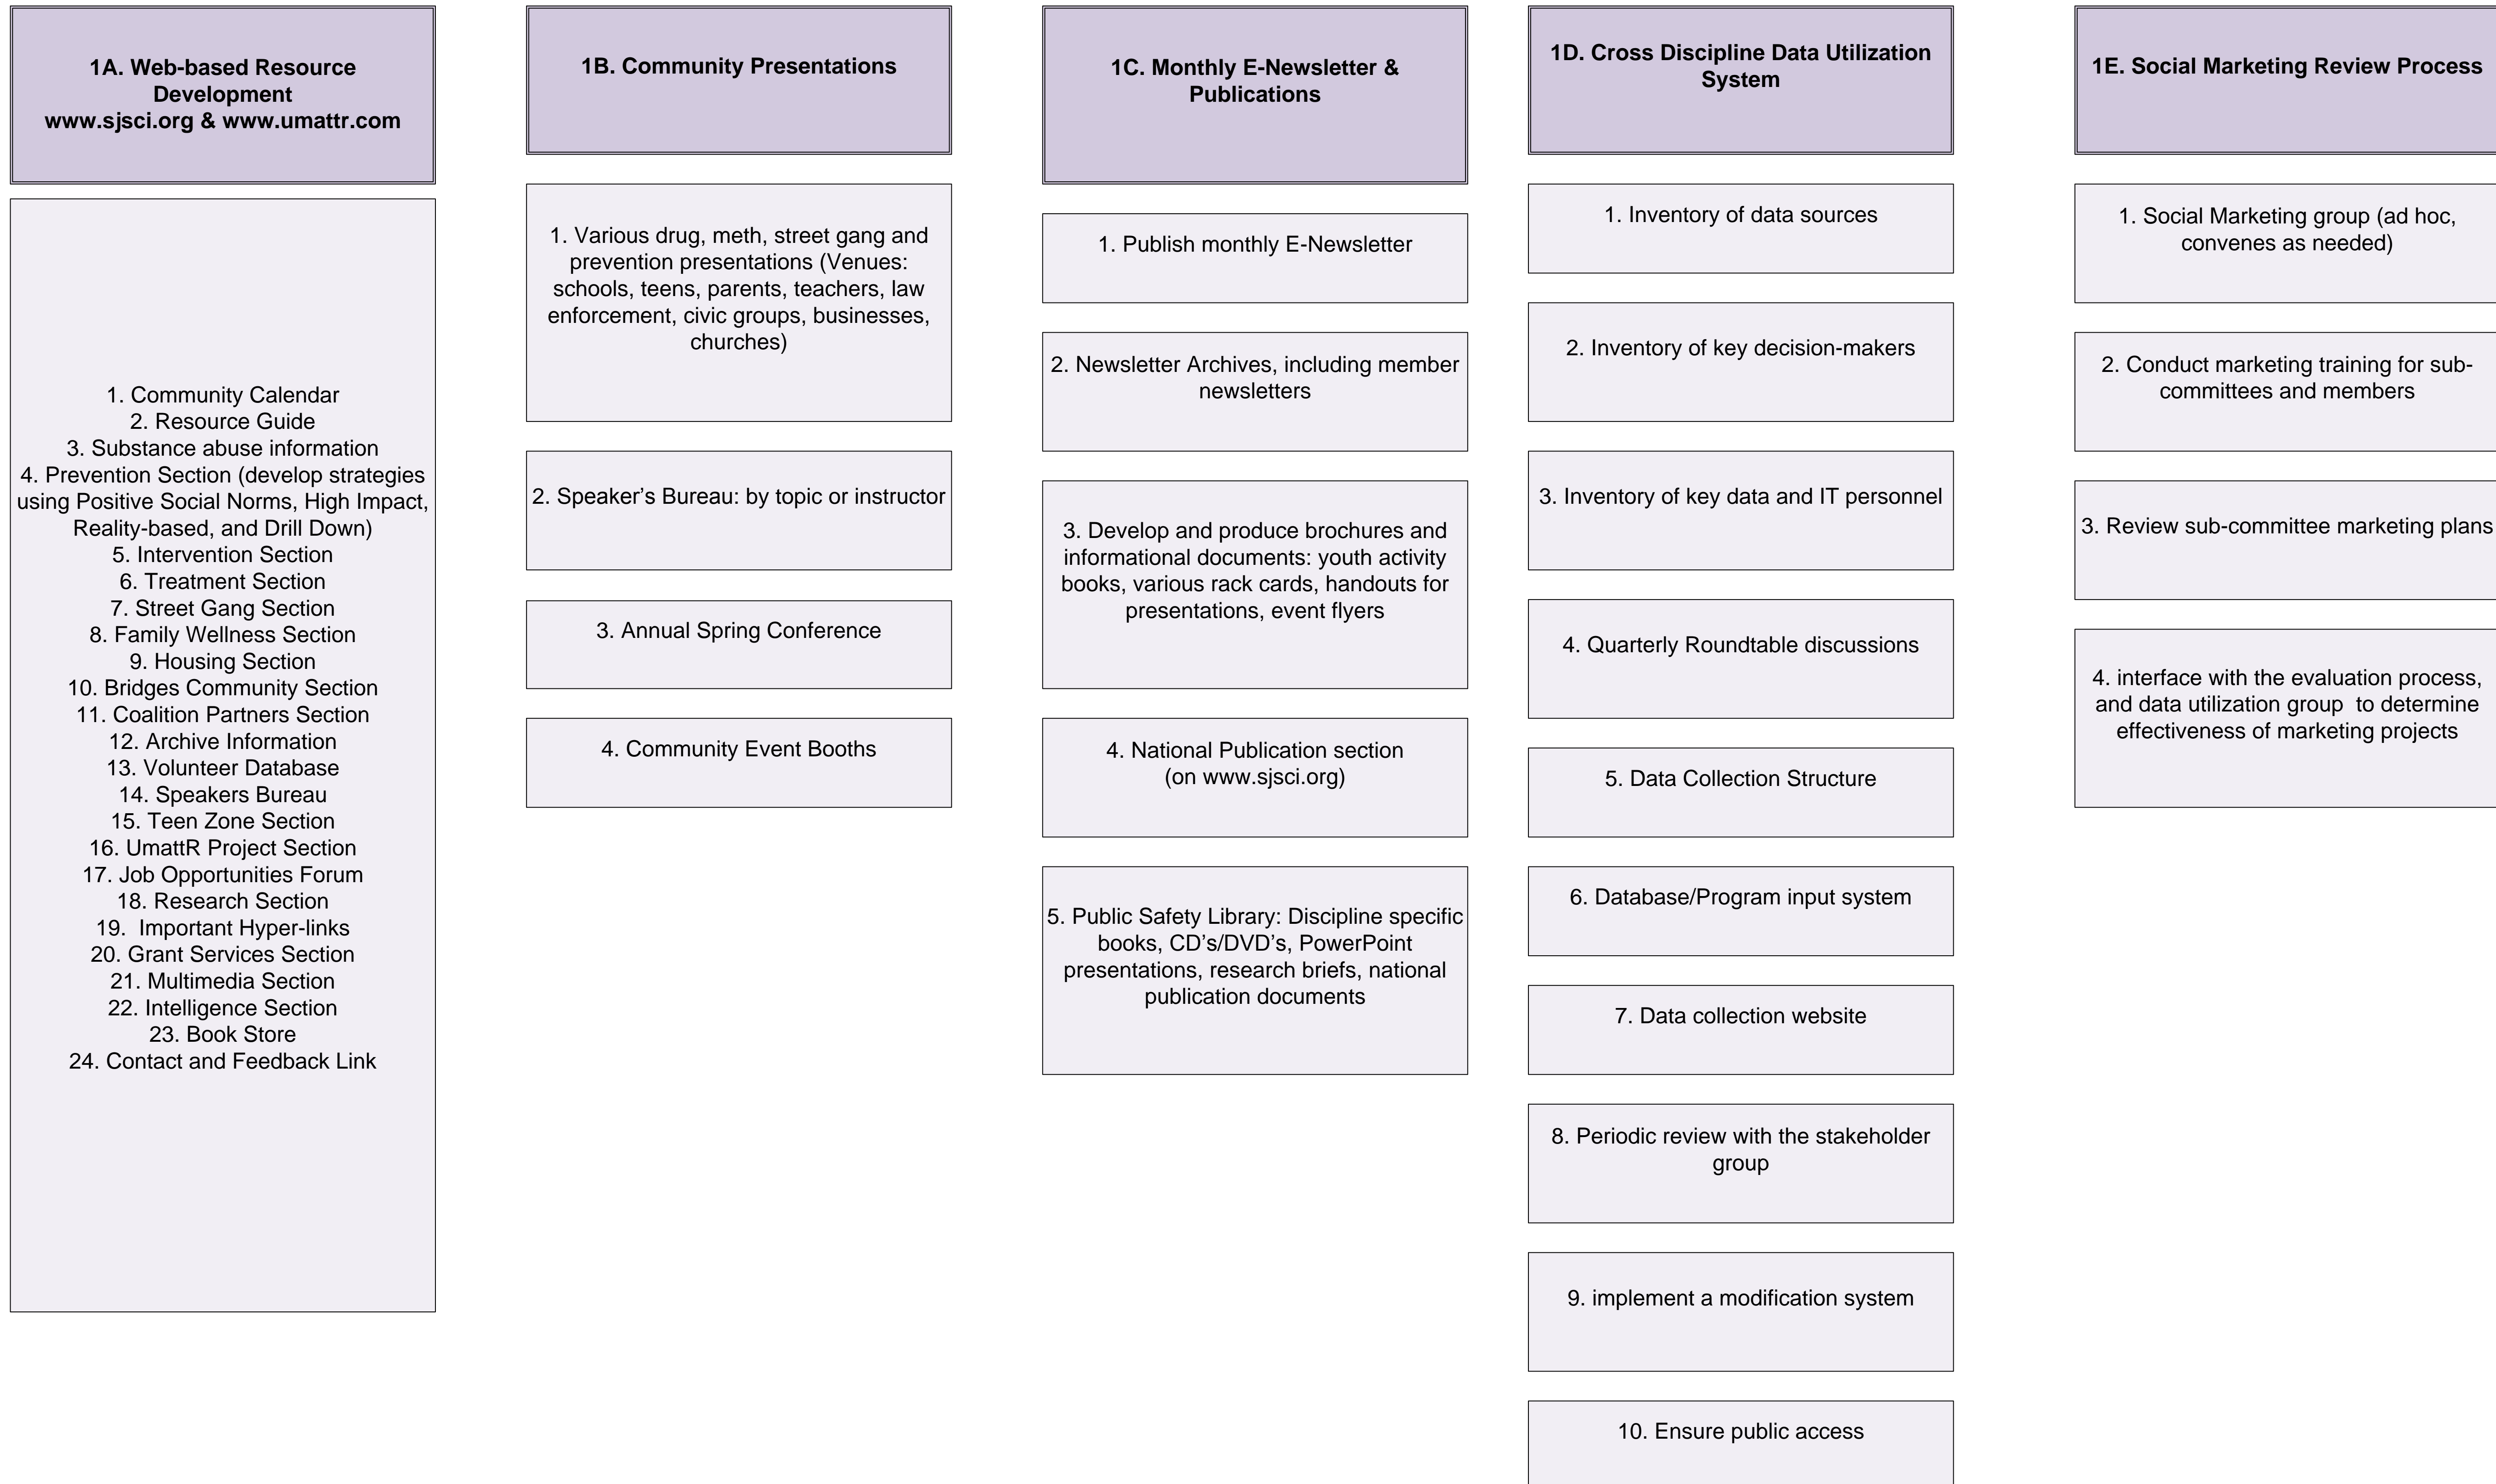 1A. Web-based Resource
Development
www.sjsci.org & www.umattr.com
1. Community Calendar
2. Resource Guide
3. Substance abuse information
4. Prevention Section (develop strategies
using Positive Social Norms, High Impact,
Reality-based, and Drill Down)
5. Intervention Section
6. Treatment Section
7. Street Gang Section
8. Family Wellness Section
9. Housing Section
10. Bridges Community Section
11. Coalition Partners Section
12. Archive Information
13. Volunteer Database
14. Speakers Bureau
15. Teen Zone Section
16. UmattR Project Section
17. Job Opportunities Forum
18. Research Section
19.  Important Hyper-links
20. Grant Services Section
21. Multimedia Section
22. Intelligence Section
23. Book Store
24. Contact and Feedback Link
1B. Community Presentations
1. Various drug, meth, street gang and
prevention presentations (Venues:
schools, teens, parents, teachers, law
enforcement, civic groups, businesses,
churches)
2. Speaker’s Bureau: by topic or instructor
3. Annual Spring Conference
4. Community Event Booths
1C. Monthly E-Newsletter &
Publications
1. Publish monthly E-Newsletter
2. Newsletter Archives, including member
newsletters
3. Develop and produce brochures and
informational documents: youth activity
books, various rack cards, handouts for
presentations, event flyers
4. National Publication section
(on www.sjsci.org)
5. Public Safety Library: Discipline specific
books, CD’s/DVD’s, PowerPoint
presentations, research briefs, national
publication documents
1D. Cross Discipline Data Utilization
System
1. Inventory of data sources
2. Inventory of key decision-makers
3. Inventory of key data and IT personnel
4. Quarterly Roundtable discussions
5. Data Collection Structure
6. Database/Program input system
7. Data collection website
8. Periodic review with the stakeholder
group
9. implement a modification system
10. Ensure public access
1E. Social Marketing Review Process
1. Social Marketing group (ad hoc,
convenes as needed)
2. Conduct marketing training for sub-
committees and members
3. Review sub-committee marketing plans
4. interface with the evaluation process,
and data utilization group  to determine
effectiveness of marketing projects